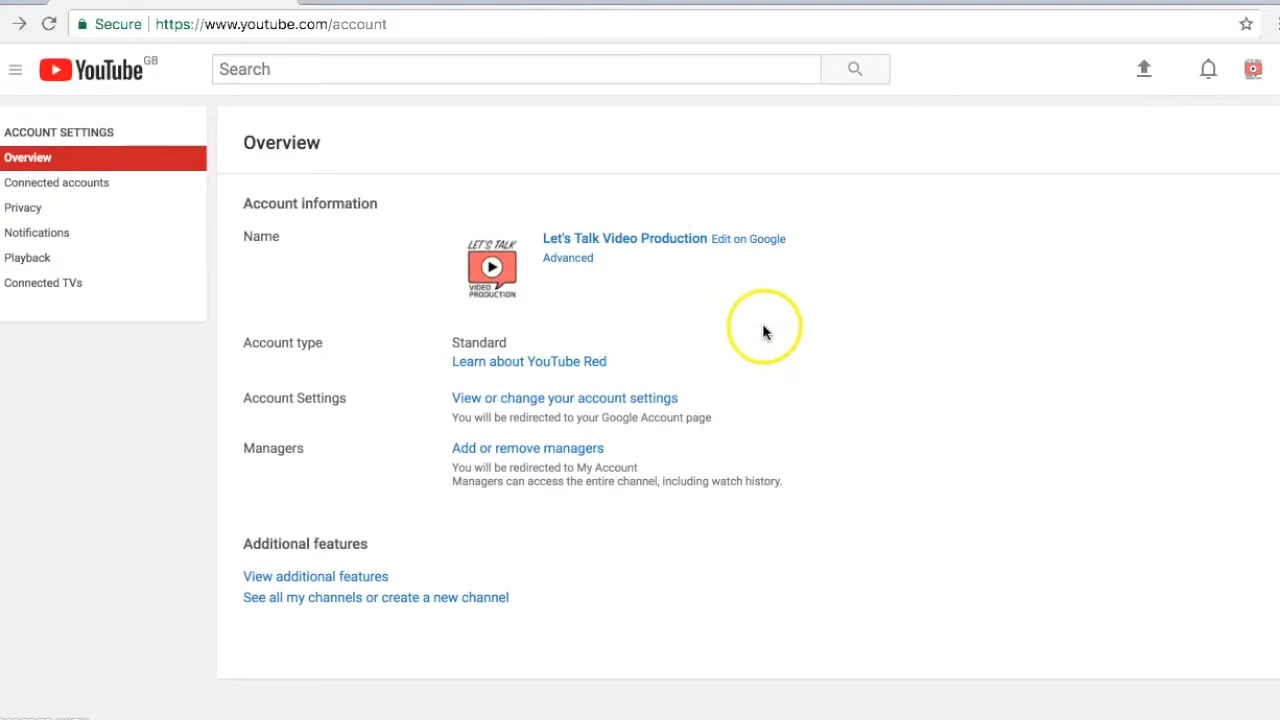 Secure https://www.youtube.com/account
YouTube GB
Search
ACCOUNT SETTINGS
Overview
Connected accounts
Privacy
Notifications
Playback
Connected TVs
Overview
Account information
Name
LET'S TALK
VIDEO
PRODUCTION
Let's Talk Video Production Edit on Google
Advanced
Account type
Standard
Learn about YouTube Red
Account Settings
View or change your account settings
You will be redirected to your Google Account page
Managers
Add or remove managers
You will be redirected to My Account
Managers can access the entire channel, including watch history.
Additional features
View additional features
See all my channels or create a new channel